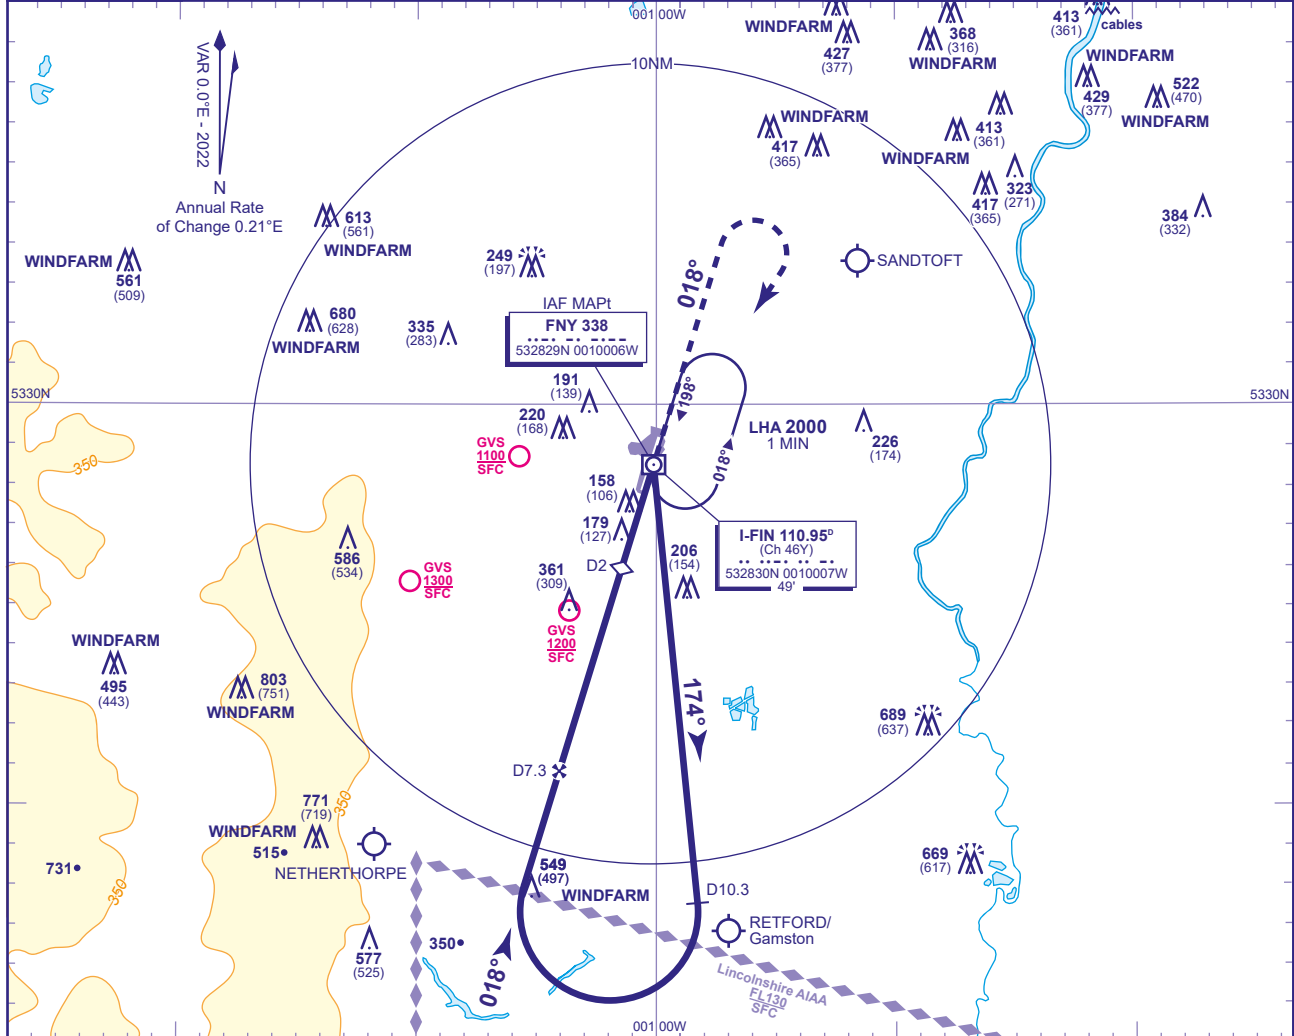 001:00W
413
(361)
cables
WINDFARM
427
(377)
368
(316)
WINDFARM
WINDFARM
429
(377)
522
(470)
WINDFARM
VAR 0.0°E - 2022
N
Annual Rate
of Change 0.21°E
10NM
WINDFARM
417
(365)
413
(361)
WINDFARM
323
(271)
417
(365)
384
(332)
613
(561)
WINDFARM
WINDFARM
561
(509)
249
(197)
018°
SANDTOFT
680
(628)
WINDFARM
335
(283)
IAF MAPt
FNY 338
532829N 0010006W
5330N
5330N
191
(139)
198°
220
(168)
LHA 2000
1 MIN
018°
226
(174)
350
GVS
1100
SFC
158
(106)
179
(127)
I-FIN 110.95D
(Ch 46Y)
532830N 0010007W
49'
586
(534)
D2
206
(154)
GVS
1300
SFC
361
(309)
GVS
1200
SFC
WINDFARM
495
(443)
803
(751)
WINDFARM
174°
689
(637)
D7.3
771
(719)
350
WINDFARM
515
NETHERTHORPE
731
350
549
(497)
WINDFARM
D10.3
669
(617)
RETFORD/
Gamston
577
(525)
350
018°
Lincolnshire AIAA
FL130
SFC
001:00W